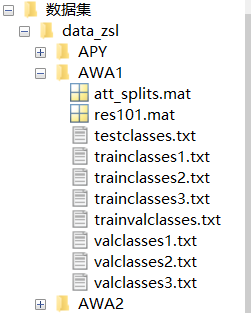 数据集
data_zsl
APY
AWA1
att_splits.mat
res101.mat
testclasses.txt
trainclasses1.txt
trainclasses2.txt
trainclasses3.txt
trainvalclasses.txt
valclasses1.txt
valclasses2.txt
valclasses3.txt
AWA2